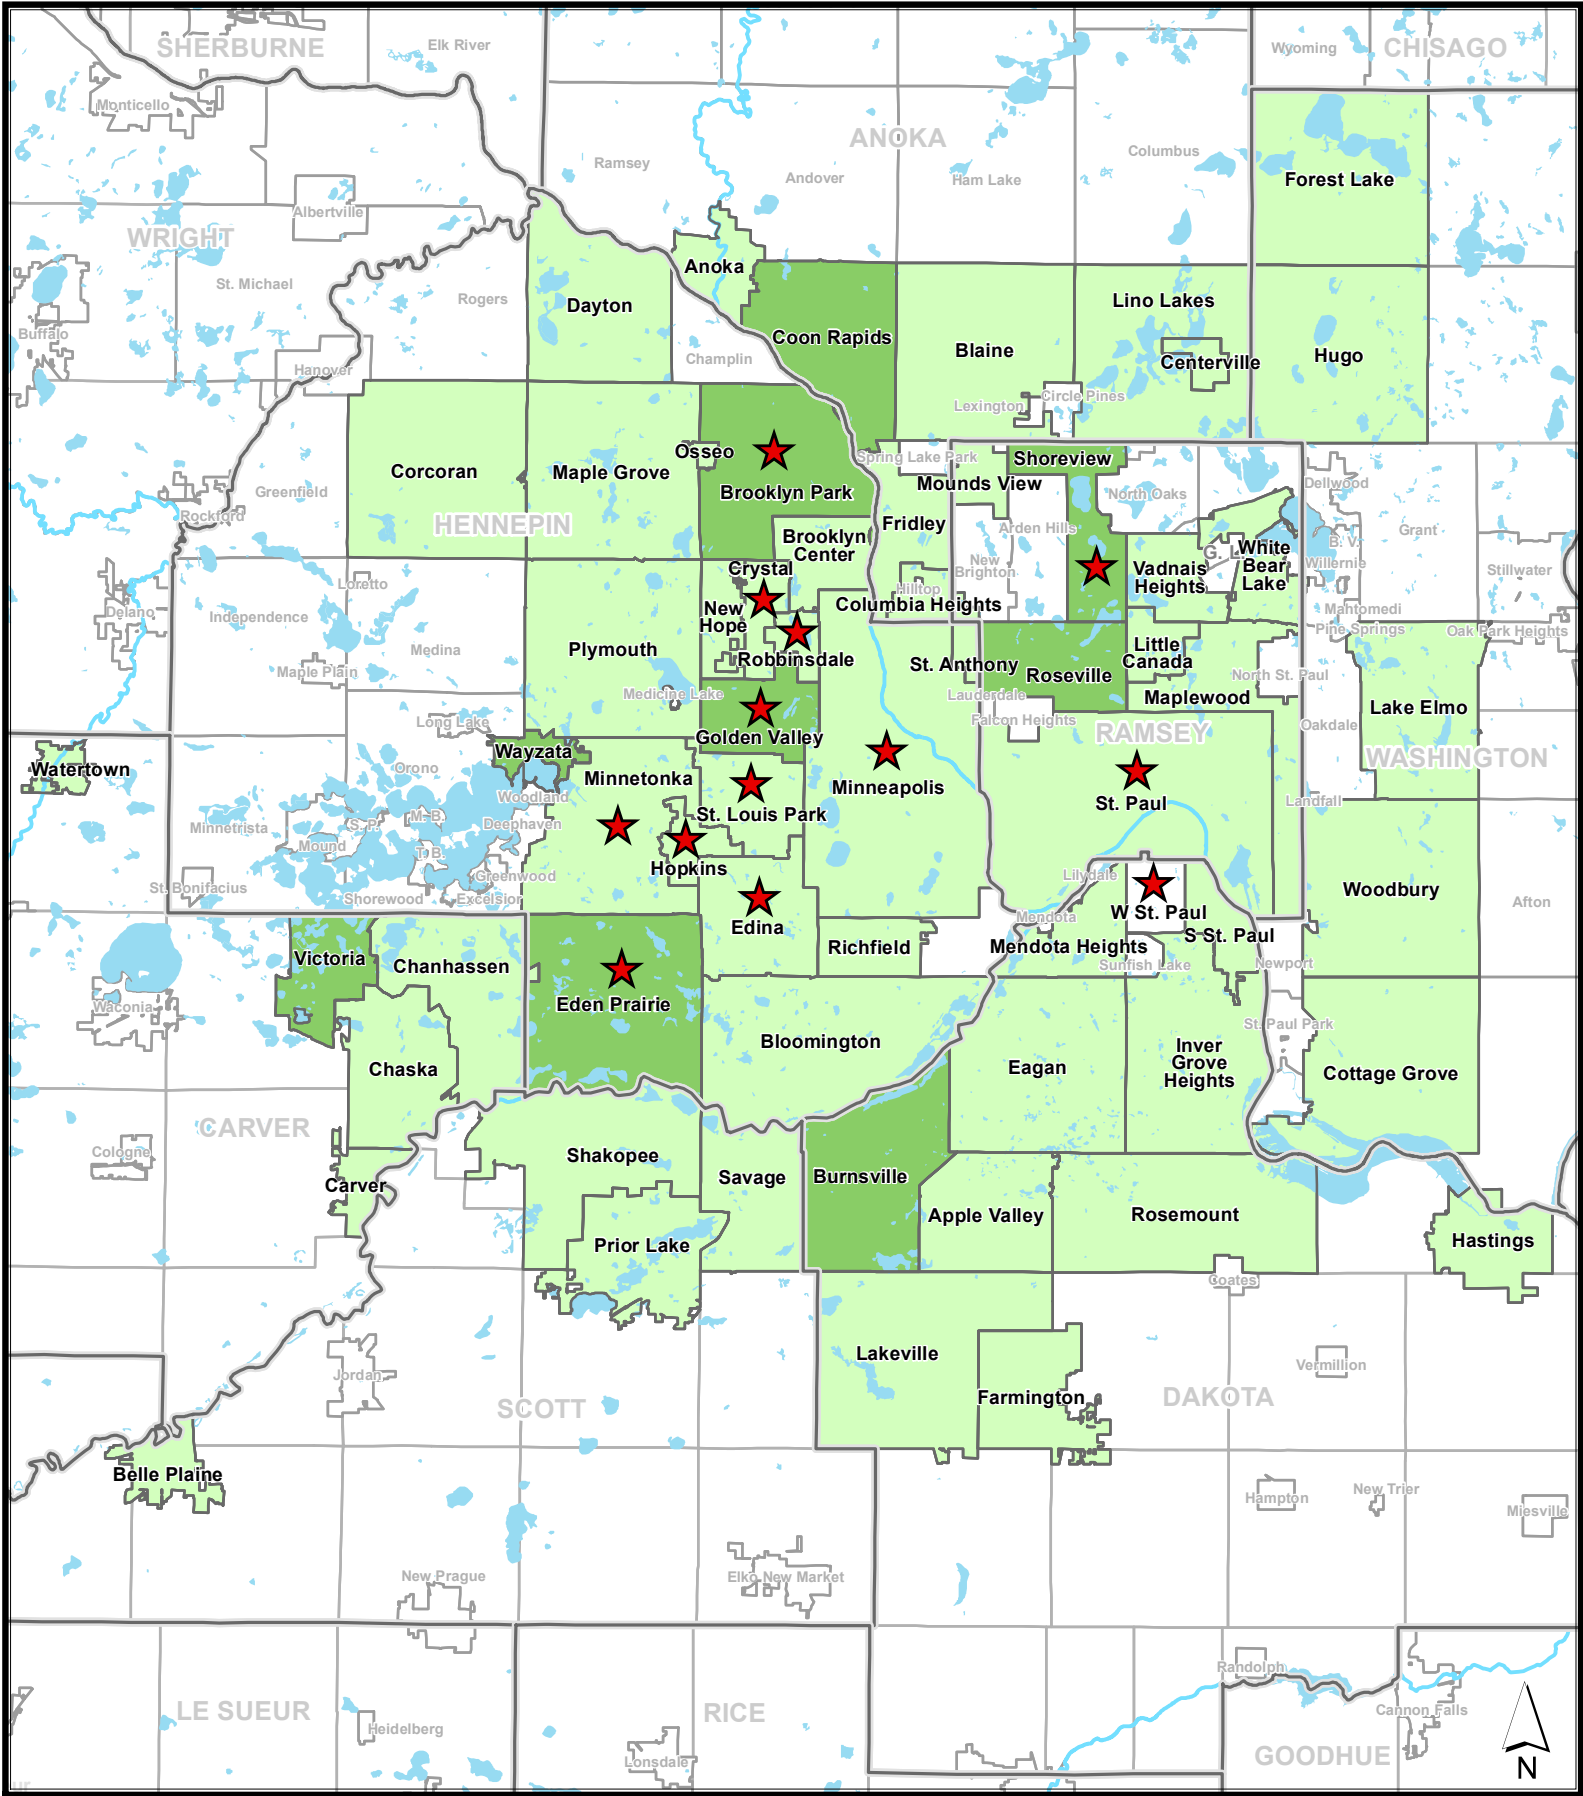 SHERBURNE
Elk River
Wyoming
CHISAGO
Monticello
ANOKA
Ramsey
Columbus
Andover
Ham Lake
Forest Lake
Albertville
WRIGHT
Anoka
St. Michael
Rogers
Dayton
Lino Lakes
Buffalo
Coon Rapids
Champlin
Blaine
Hugo
Centerville
Hanover
Circle Pines
Lexington
Osseo
Spring Lake Park
Shoreview
Corcoran
Maple Grove
Mounds View
Dellwood
Greenfield
Brooklyn Park
North Oaks
Rockford
HENNEPIN
Fridley
Arden Hills
Grant
Brooklyn
Center
B. V.
G. L
White
Bear
Lake
New
Brighton
Willernie
Crystal
Vadnais
Heights
Stillwater
Loretto
Hilltop
Delano
Independence
New
Hope
Columbia Heights
Mahtomedi
Pine Springs
Oak Park Heights
Medina
Plymouth
Robbinsdale
Little
Canada
St. Anthony
Maple Plain
Roseville
North St. Paul
Medicine Lake
Lauderdale
Maplewood
Lake Elmo
Long Lake
Falcon Heights
Oakdale
Golden Valley
RAMSEY
Wayzata
WASHINGTON
Watertown
Orono
Minnetonka
Minneapolis
Woodland
St. Paul
Landfall
M. B.
St. Louis Park
Minnetrista
S. P.
Deephaven
Mound
T. B.
Hopkins
Greenwood
Lilydale
St. Bonifacius
Woodbury
Shorewood
Excelsior
Afton
W St. Paul
Mendota
Edina
S St. Paul
Richfield
Mendota Heights
Victoria
Chanhassen
Sunfish Lake
Newport
Waconia
Eden Prairie
St. Paul Park
Bloomington
Inver
Grove
Heights
Chaska
Eagan
Cottage Grove
CARVER
Cologne
Shakopee
Savage
Burnsville
Carver
Apple Valley
Rosemount
Prior Lake
Hastings
Coates
Lakeville
Jordan
Vermillion
SCOTT
Farmington
DAKOTA
Belle Plaine
Hampton
New Trier
Miesville
New Prague
Elko New Market
Randolph
LE SUEUR
RICE
Cannon Falls
Heidelberg
GOODHUE
Lonsdale
N
ur